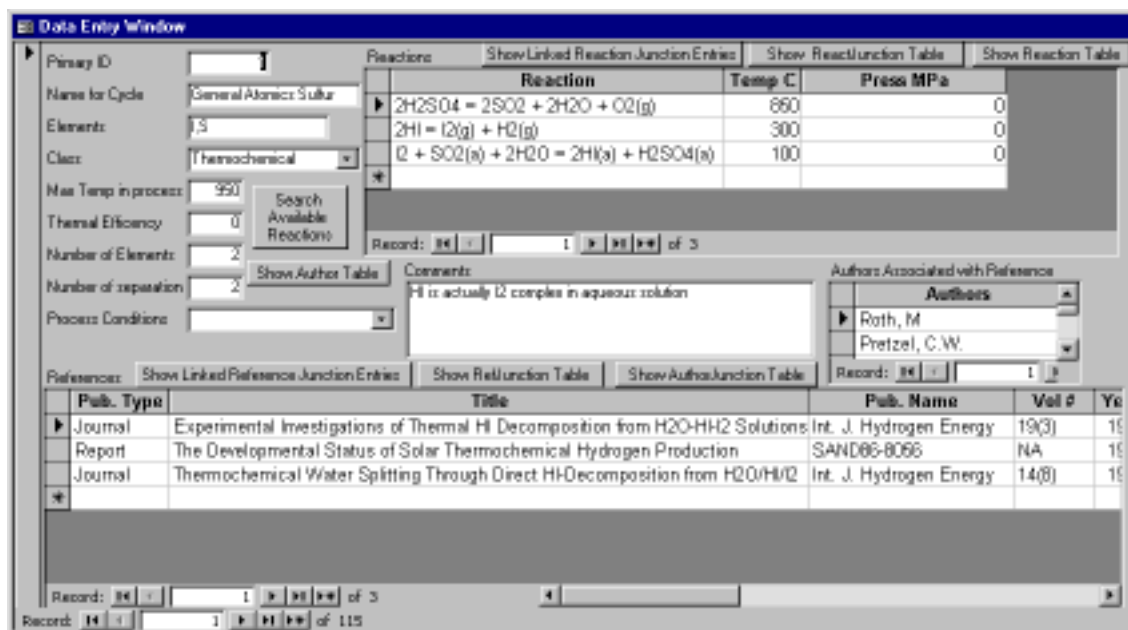 Data Entry Window
Primary ID 1
Name for Cycle General Atomics Sulfur
Elements I,S
Class Thermochemical
Max Temp in process 950
Thermal Efficency 0
Number of Elements 2
Number of separation 2
Process Conditions
Search Available Reactions
Show Author Table
Reactions Show Linked Reaction Junction Entries Show ReactJunction Table Show Reaction Table
Reaction Temp C Press MPa
2H2SO4 = 2SO2 + 2H2O + O2(g) 850 0
2HI = I2(g) + H2(g) 300 0
I2 + SO2(a) + 2H2O = 2HI(a) + H2SO4(a) 100 0
Record: 1 of 3
Comments
HI is actually I2 complex in aqueous solution
Authors Associated with Reference
Authors
Roth, M
Pretzel, C.W.
Record: 1
References: Show Linked Reference Junction Entries Show RefJunction Table Show AuthorJunction Table
Pub. Type Title Pub. Name Vol # Ye
Journal Experimental Investigations of Thermal HI Decomposition from H2O-HI-I2 Solutions Int. J. Hydrogen Energy 19(3) 19
Report The Developmental Status of Solar Thermochemical Hydrogen Production SAND86-8056 NA 19
Journal Thermochemical Water Splitting Through Direct HI-Decomposition from H2O/HI/I2 Int. J. Hydrogen Energy 14(8) 19
Record: 1 of 3
Record: 1 of 115